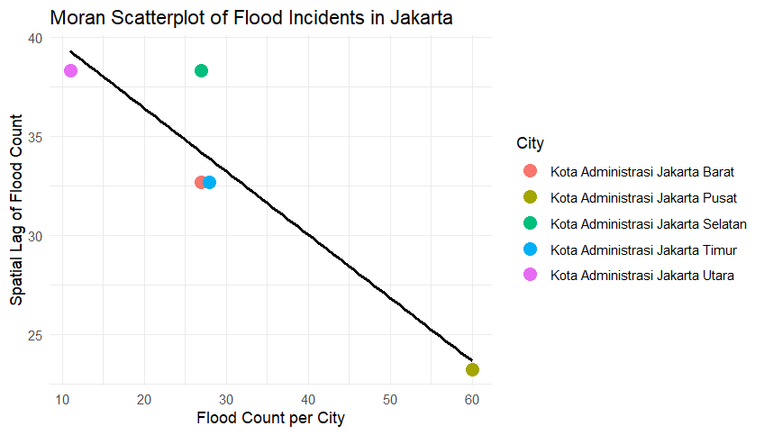 Moran Scatterplot of Flood Incidents in Jakarta
40
35
30
25
Spatial Lag of Flood Count
10 20 30 40 50 60
Flood Count per City
City
Kota Administrasi Jakarta Barat
Kota Administrasi Jakarta Pusat
Kota Administrasi Jakarta Selatan
Kota Administrasi Jakarta Timur
Kota Administrasi Jakarta Utara